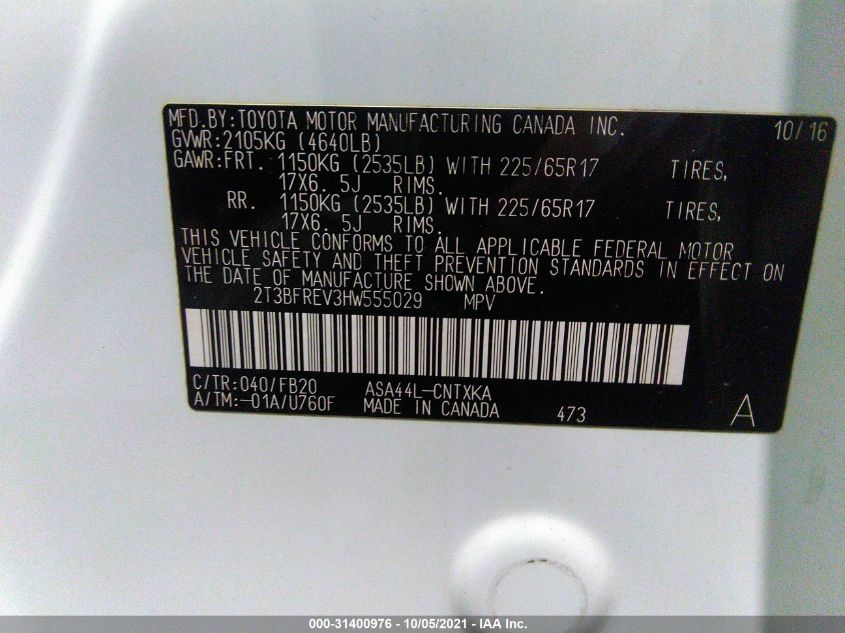 MFD.BY:TOYOTA MOTOR MANUFACTURING CANADA INC. 10/16
GVWR:2105KG (4640LB)
GAWR:FRT. 1150KG (2535LB) WITH 225/65R17 TIRES,
17X6. 5J RIMS.
RR. 1150KG (2535LB) WITH 225/65R17 TIRES,
17X6. 5J RIMS.
THIS VEHICLE CONFORMS TO ALL APPLICABLE FEDERAL MOTOR
VEHICLE SAFETY AND THEFT PREVENTION STANDARDS IN EFFECT ON
THE DATE OF MANUFACTURE SHOWN ABOVE.
2T3BFREV3HW555029 MPV
C/TR:040/FB20 ASA44L-CNTXKA
A/TM:-01A/U760F MADE IN CANADA 473 A
000-31400976 - 10/05/2021 - IAA Inc.